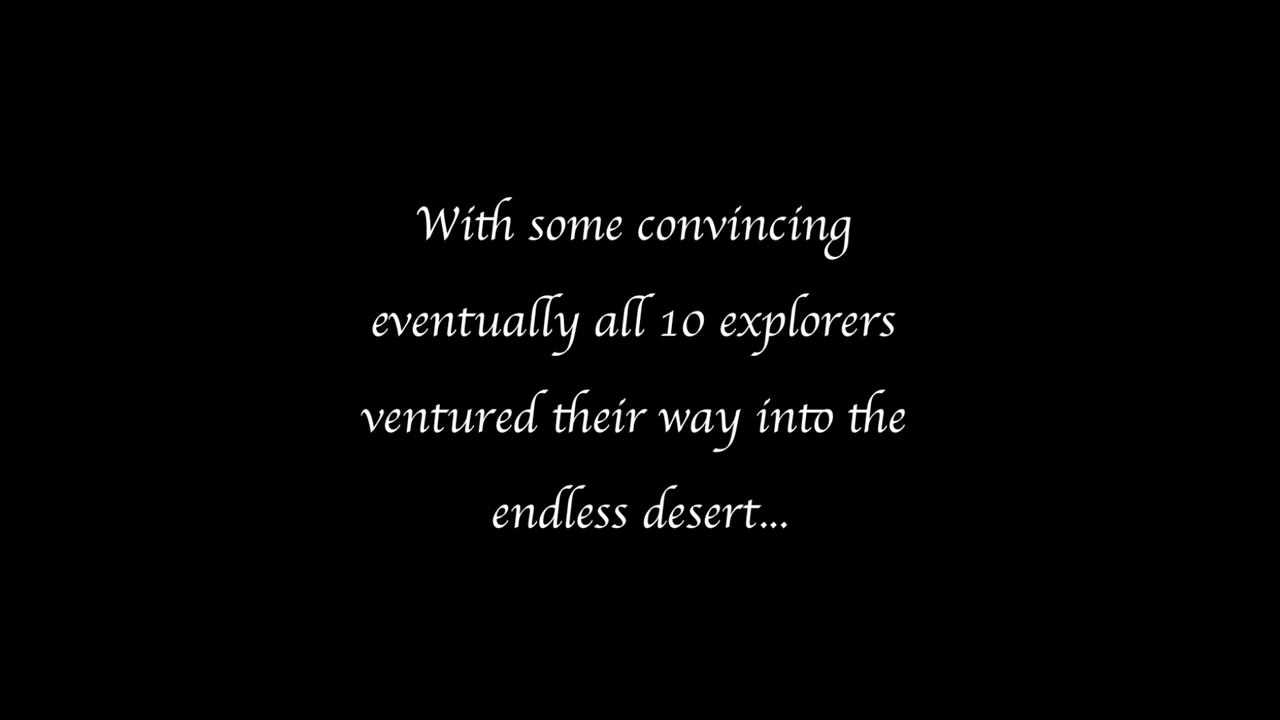 With some convincing
eventually all 10 explorers
ventured their way into the
endless desert...